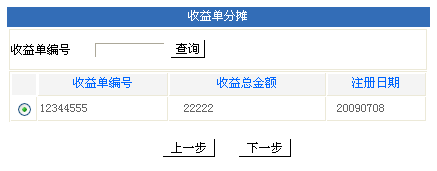 收益单分摊
收益单编号 查询
收益单编号 收益总金额 注册日期
12344555 22222 20090708
上一步 下一步